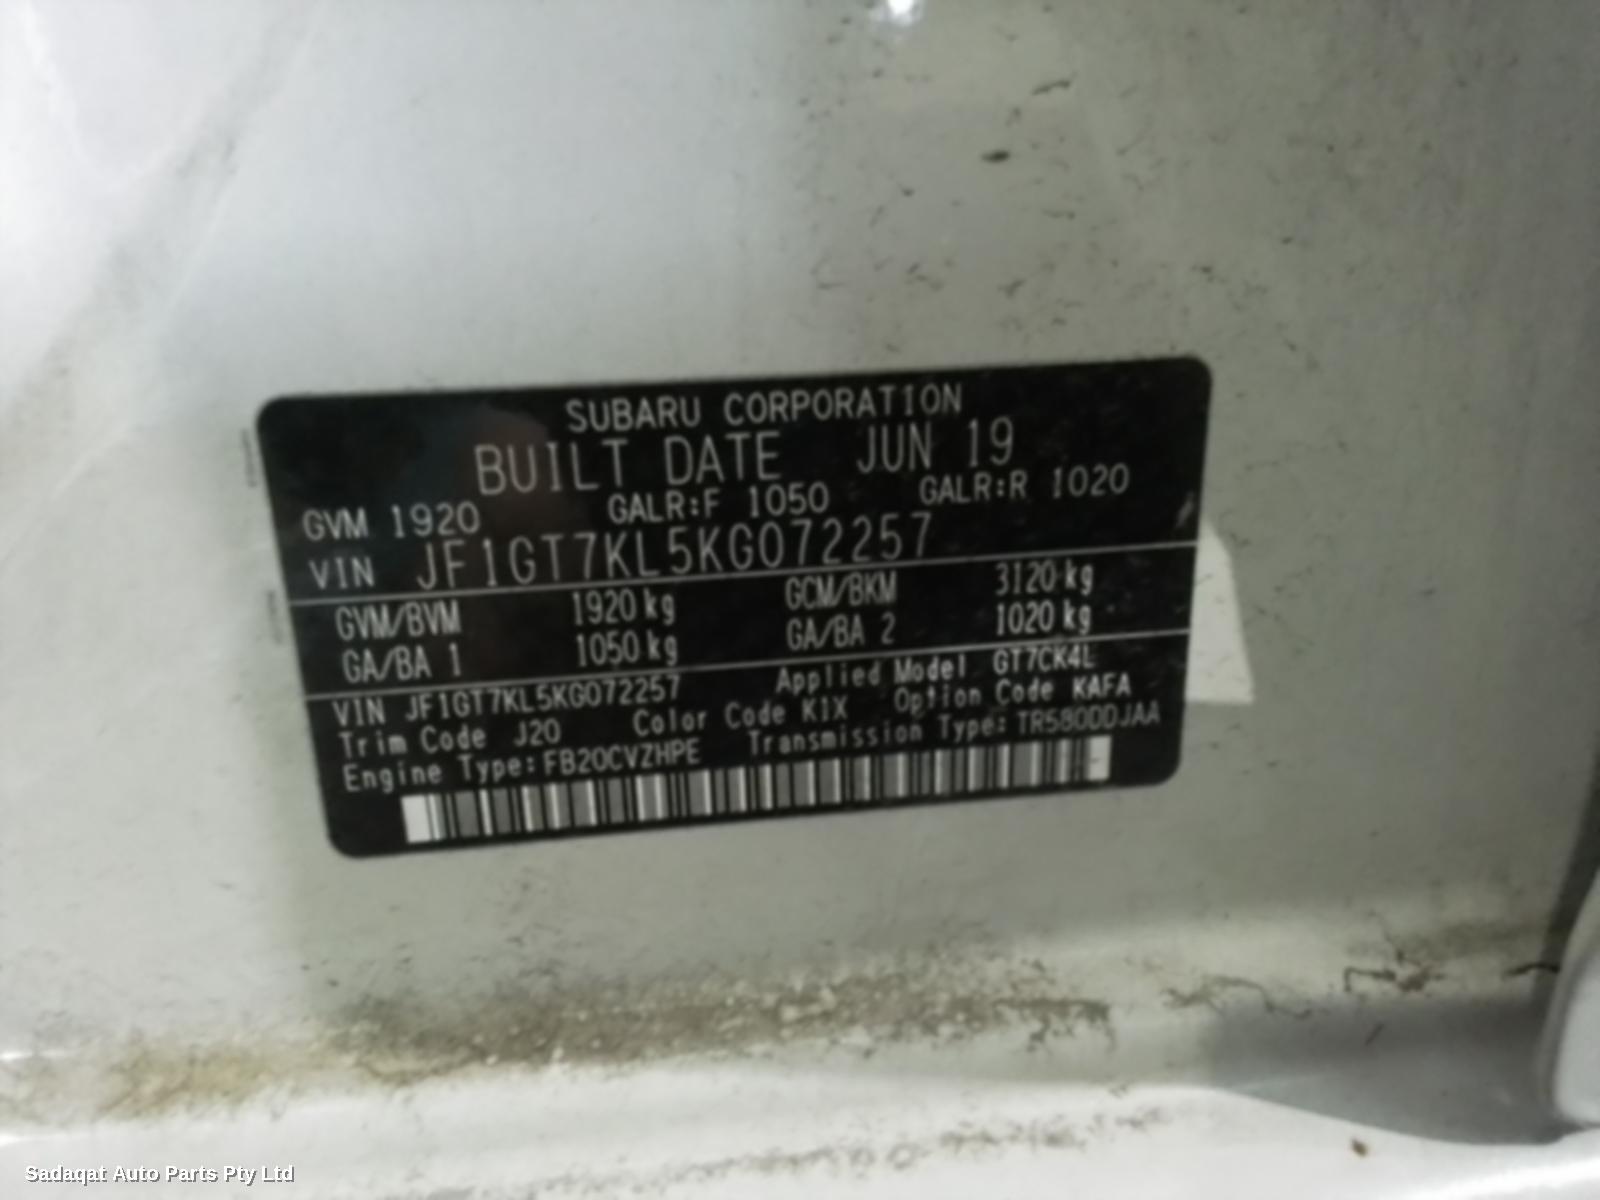 SUBARU CORPORATION
BUILT DATE JUN 19
GVM 1920 GALR:F 1050 GALR:R 1020
VIN JF1GT7KL5KG072257
GVM/BVM 1920 kg GCM/BKM 3120 kg
GA/BA 1 1050 kg GA/BA 2 1020 kg
VIN JF1GT7KL5KG072257 Applied Model GT7CK4L
Trim Code J20 Color Code K1X Option Code KAFA
Engine Type:FB20CVZHPE Transmission Type:TR580DDJAA
Sadaqat Auto Parts Pty Ltd